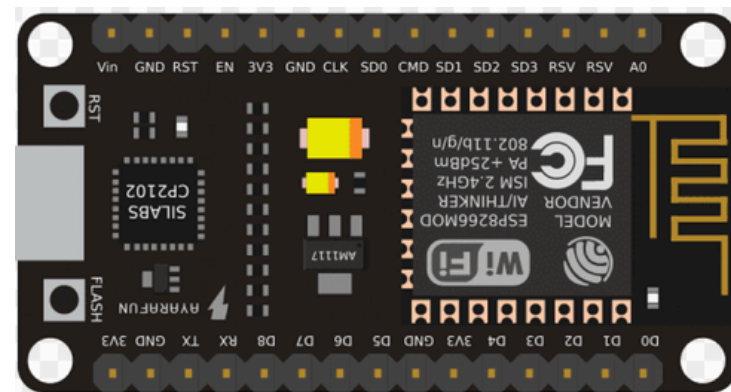 Vin GND RST EN 3V3 GND CLK SD0 CMD SD1 SD2 SD3 RSV RSV A0
RST
SILABS
CP2102
AM1117
MODEL ESP8266MOD
VENDOR AI/THINKER
ISM 2.4GHz
PA +25dBm
802.11b/g/n
FC
Wi Fi
FLASH
AYARAFUN
3V3 GND TX RX D8 D7 D6 D5 GND 3V3 D4 D3 D2 D1 D0